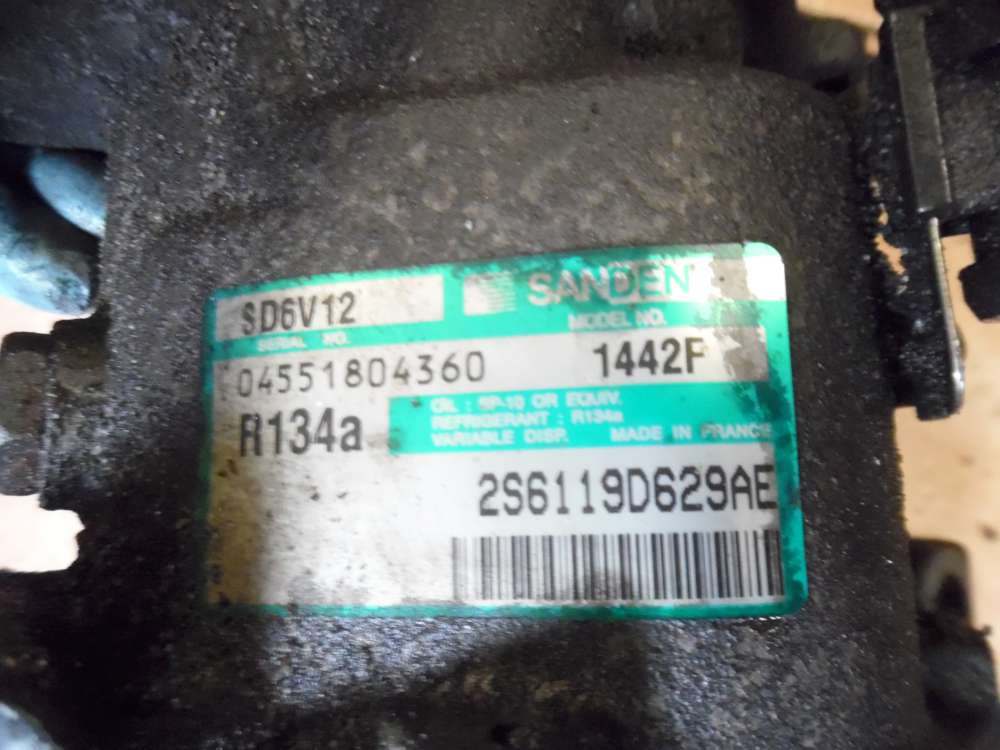 SD6V12
SANDEN
SERIAL NO.
MODEL NO.
04551804360
1442F
R134a
OIL : SP-10 OR EQUIV.
REFRIGERANT : R134a
VARIABLE DISP. MADE IN FRANCE
2S6119D629AE